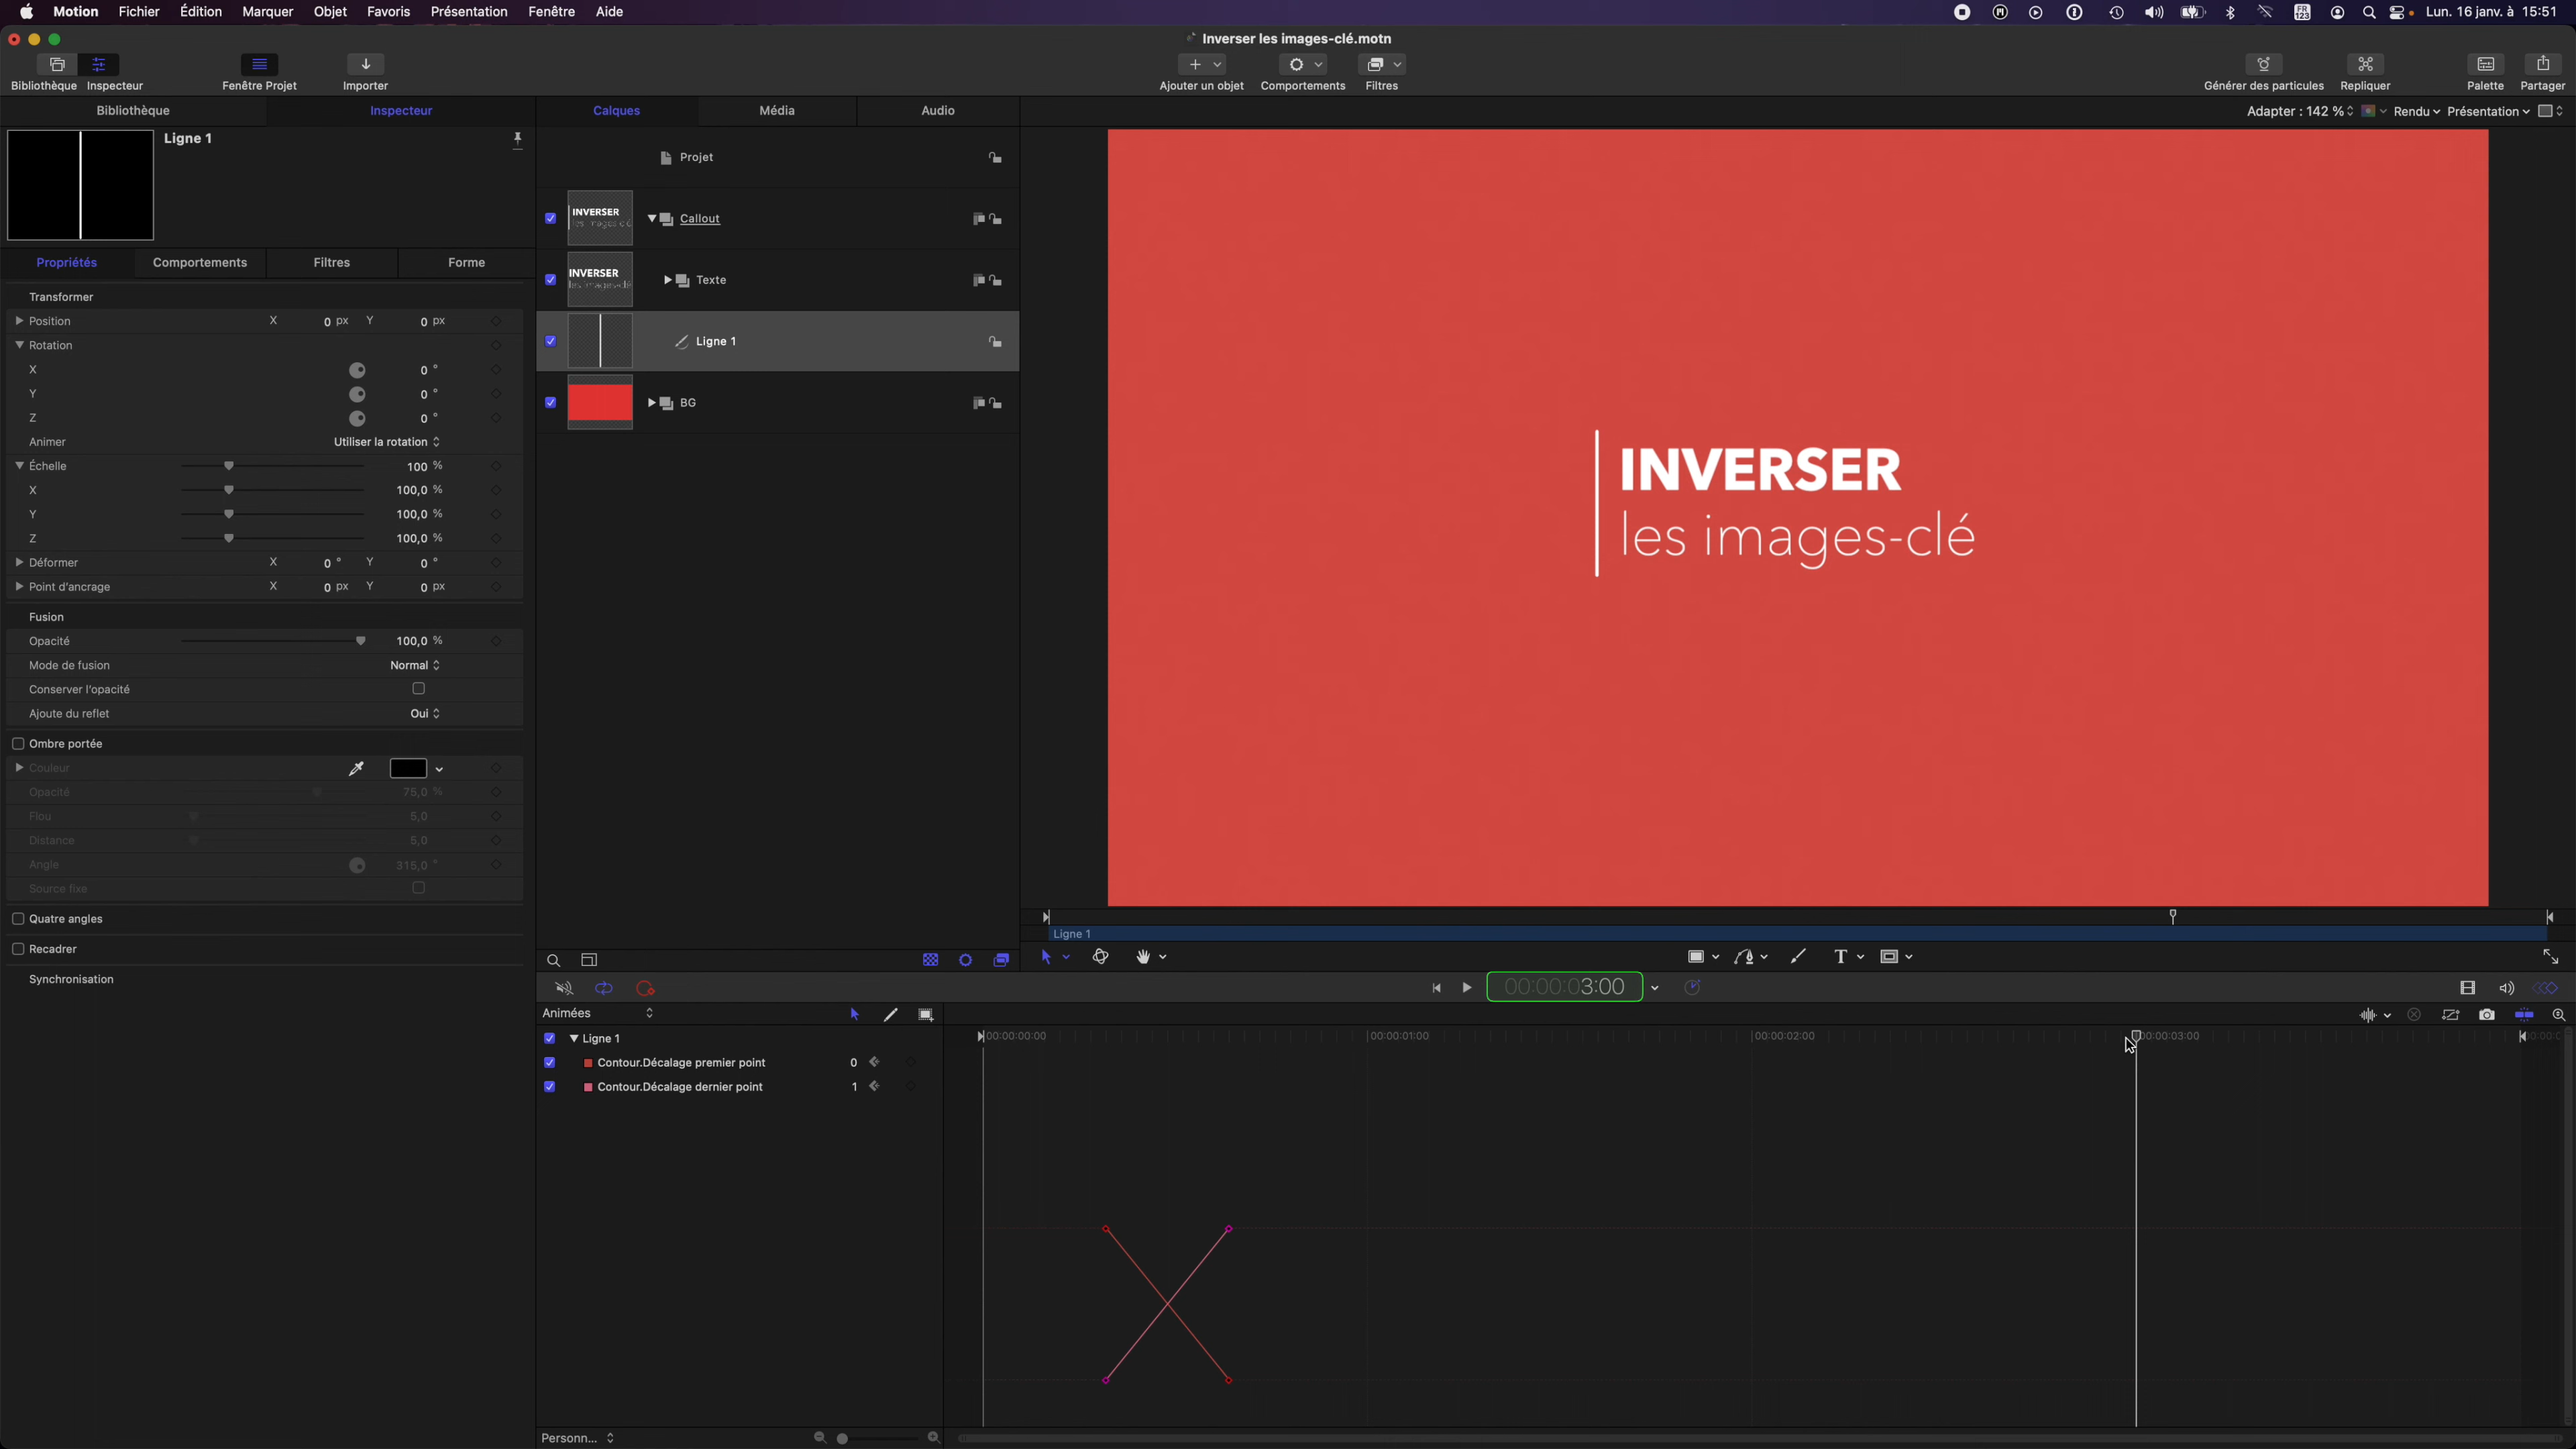 Motion Fichier Édition Marquer Objet Favoris Présentation Fenêtre Aide
FR 123 Lun. 16 janv. à 15:51
Inverser les images-clé.motn
Bibliothèque Inspecteur Fenêtre Projet Importer Ajouter un objet Comportements Filtres Générer des particules Repliquer Palette Partager
Bibliothèque Inspecteur Calques Média Audio
Adapter : 142 % Rendu Présentation
Ligne 1
Propriétés Comportements Filtres Forme
Transformer
Position X 0 px Y 0 px
Rotation
X 0 °
Y 0 °
Z 0 °
Animer Utiliser la rotation
Échelle 100 %
X 100,0 %
Y 100,0 %
Z 100,0 %
Déformer X 0 ° Y 0 °
Point d'ancrage X 0 px Y 0 px
Fusion
Opacité 100,0 %
Mode de fusion Normal
Conserver l'opacité
Ajoute du reflet Oui
Ombre portée
Couleur
Opacité 75,0 %
Flou 5,0
Distance 5,0
Angle 315,0 °
Source fixe
Quatre angles
Recadrer
Synchronisation
Projet
INVERSER
les images-clé
Callout
INVERSER
les images-clé
Texte
Ligne 1
BG
INVERSER
les images-clé
Ligne 1
T
00:00:03:00
Animées
Ligne 1
Contour.Décalage premier point 0
Contour.Décalage dernier point 1
00:00:00:00 00:00:01:00 00:00:02:00 00:00:03:00
Personn...